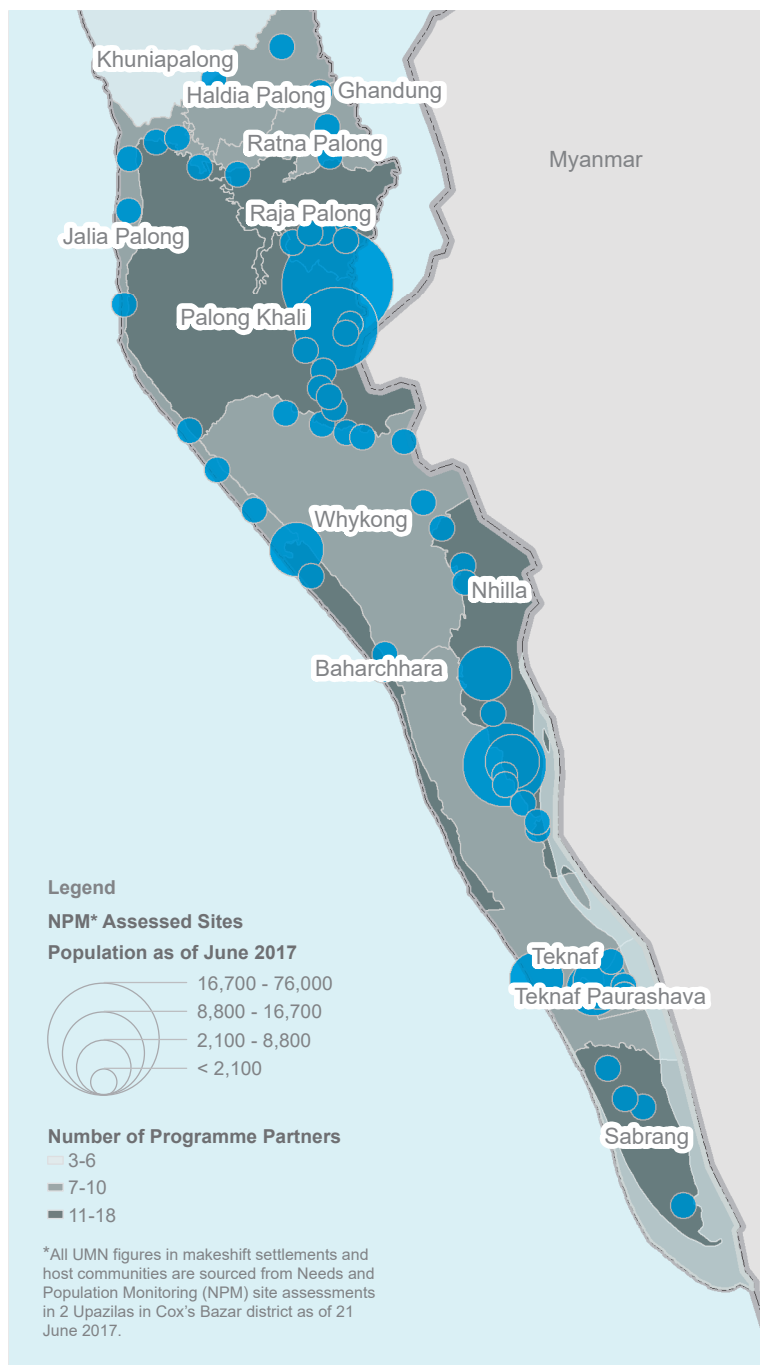 Khuniapalong
Haldia Palong
Ghandung
Ratna Palong
Myanmar
Raja Palong
Jalia Palong
Palong Khali
Whykong
Nhilla
Baharchhara
Legend
NPM* Assessed Sites
Population as of June 2017
16,700 - 76,000
8,800 - 16,700
2,100 - 8,800
< 2,100
Teknaf
Teknaf Paurashava
Number of Programme Partners
3-6
7-10
11-18
Sabrang
*All UMN figures in makeshift settlements and
host communities are sourced from Needs and
Population Monitoring (NPM) site assessments
in 2 Upazilas in Cox's Bazar district as of 21
June 2017.